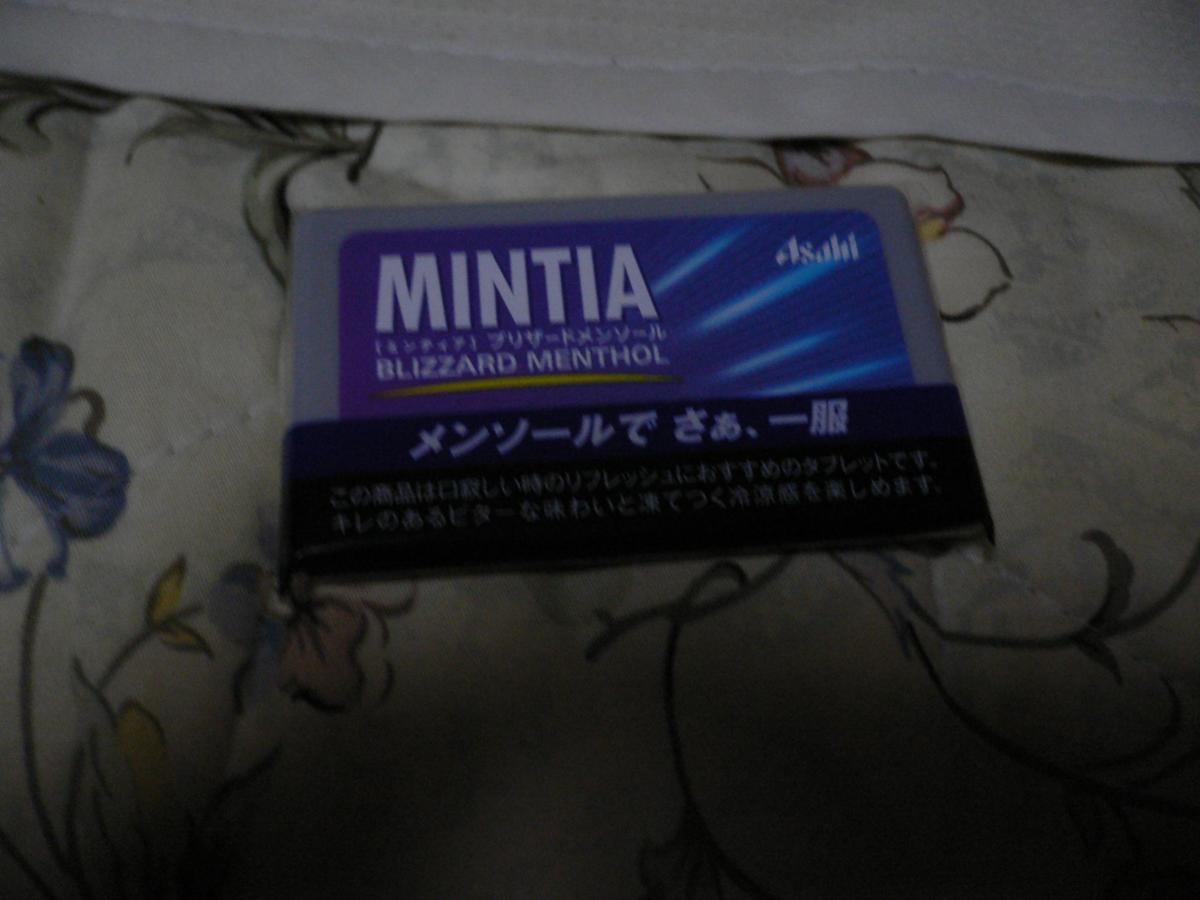 Asahi
MINTIA
[ミンティア] ブリザードメンソール
BLIZZARD MENTHOL
メンソールで さぁ、一服
この商品は口寂しい時のリフレッシュにおすすめのタブレットです。
キレのあるビターな味わいと凍てつく冷涼感を楽しめます。